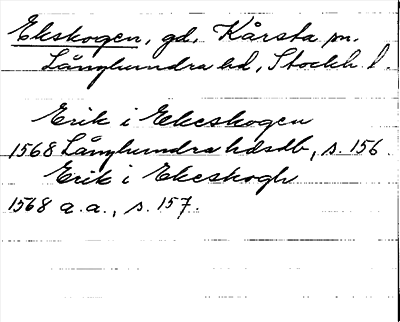 Ekskogen, gd, Kårsta sn.
Långhundra hd, Stockh. l.
Erik i Ekeskogen
1568 Långhundra hdsdb, s. 156.
Erik i Ekeskogh
1568 a.a., s. 157.